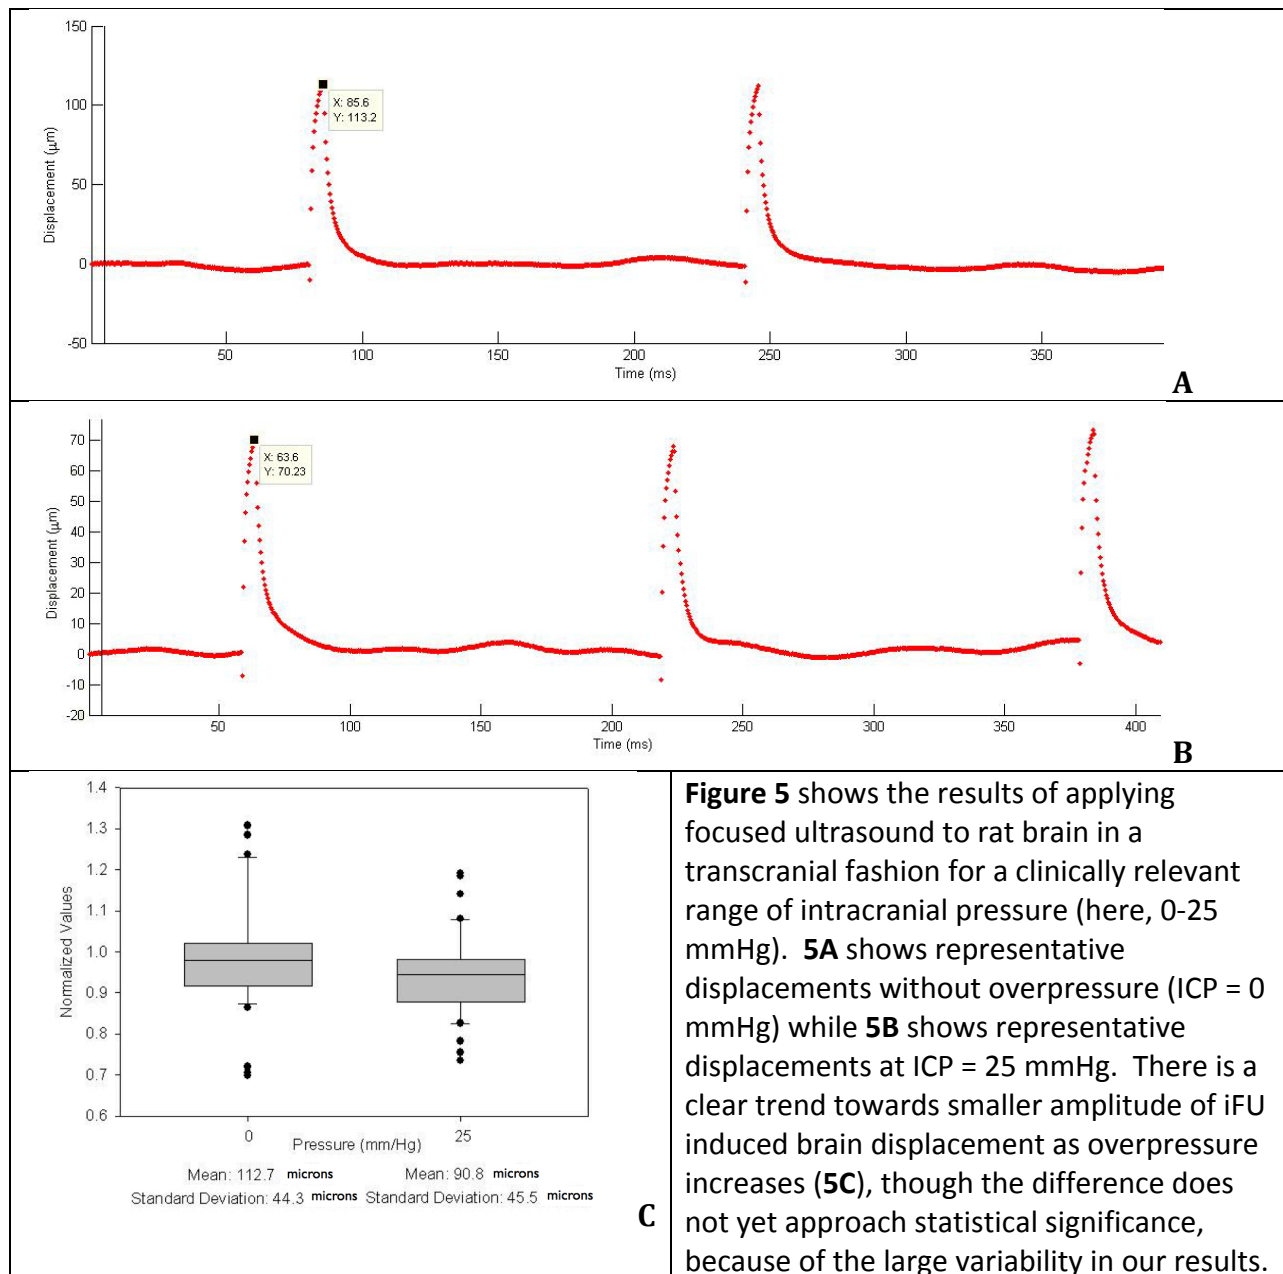 150
100
50
0
-50
Displacement (μm)
X: 85.6
Y: 113.2
50 100 150 200 250 300 350
Time (ms)
A
70
60
50
40
30
20
10
0
-10
-20
Displacement (μm)
X: 63.6
Y: 70.23
50 100 150 200 250 300 350 400
Time (ms)
B
1.4
1.3
1.2
1.1
1.0
0.9
0.8
0.7
0.6
Normalized Values
0 25
Pressure (mm/Hg)
Mean: 112.7 microns Mean: 90.8 microns
Standard Deviation: 44.3 microns Standard Deviation: 45.5 microns
C
Figure 5 shows the results of applying
focused ultrasound to rat brain in a
transcranial fashion for a clinically relevant
range of intracranial pressure (here, 0-25
mmHg). 5A shows representative
displacements without overpressure (ICP = 0
mmHg) while 5B shows representative
displacements at ICP = 25 mmHg. There is a
clear trend towards smaller amplitude of iFU
induced brain displacement as overpressure
increases (5C), though the difference does
not yet approach statistical significance,
because of the large variability in our results.